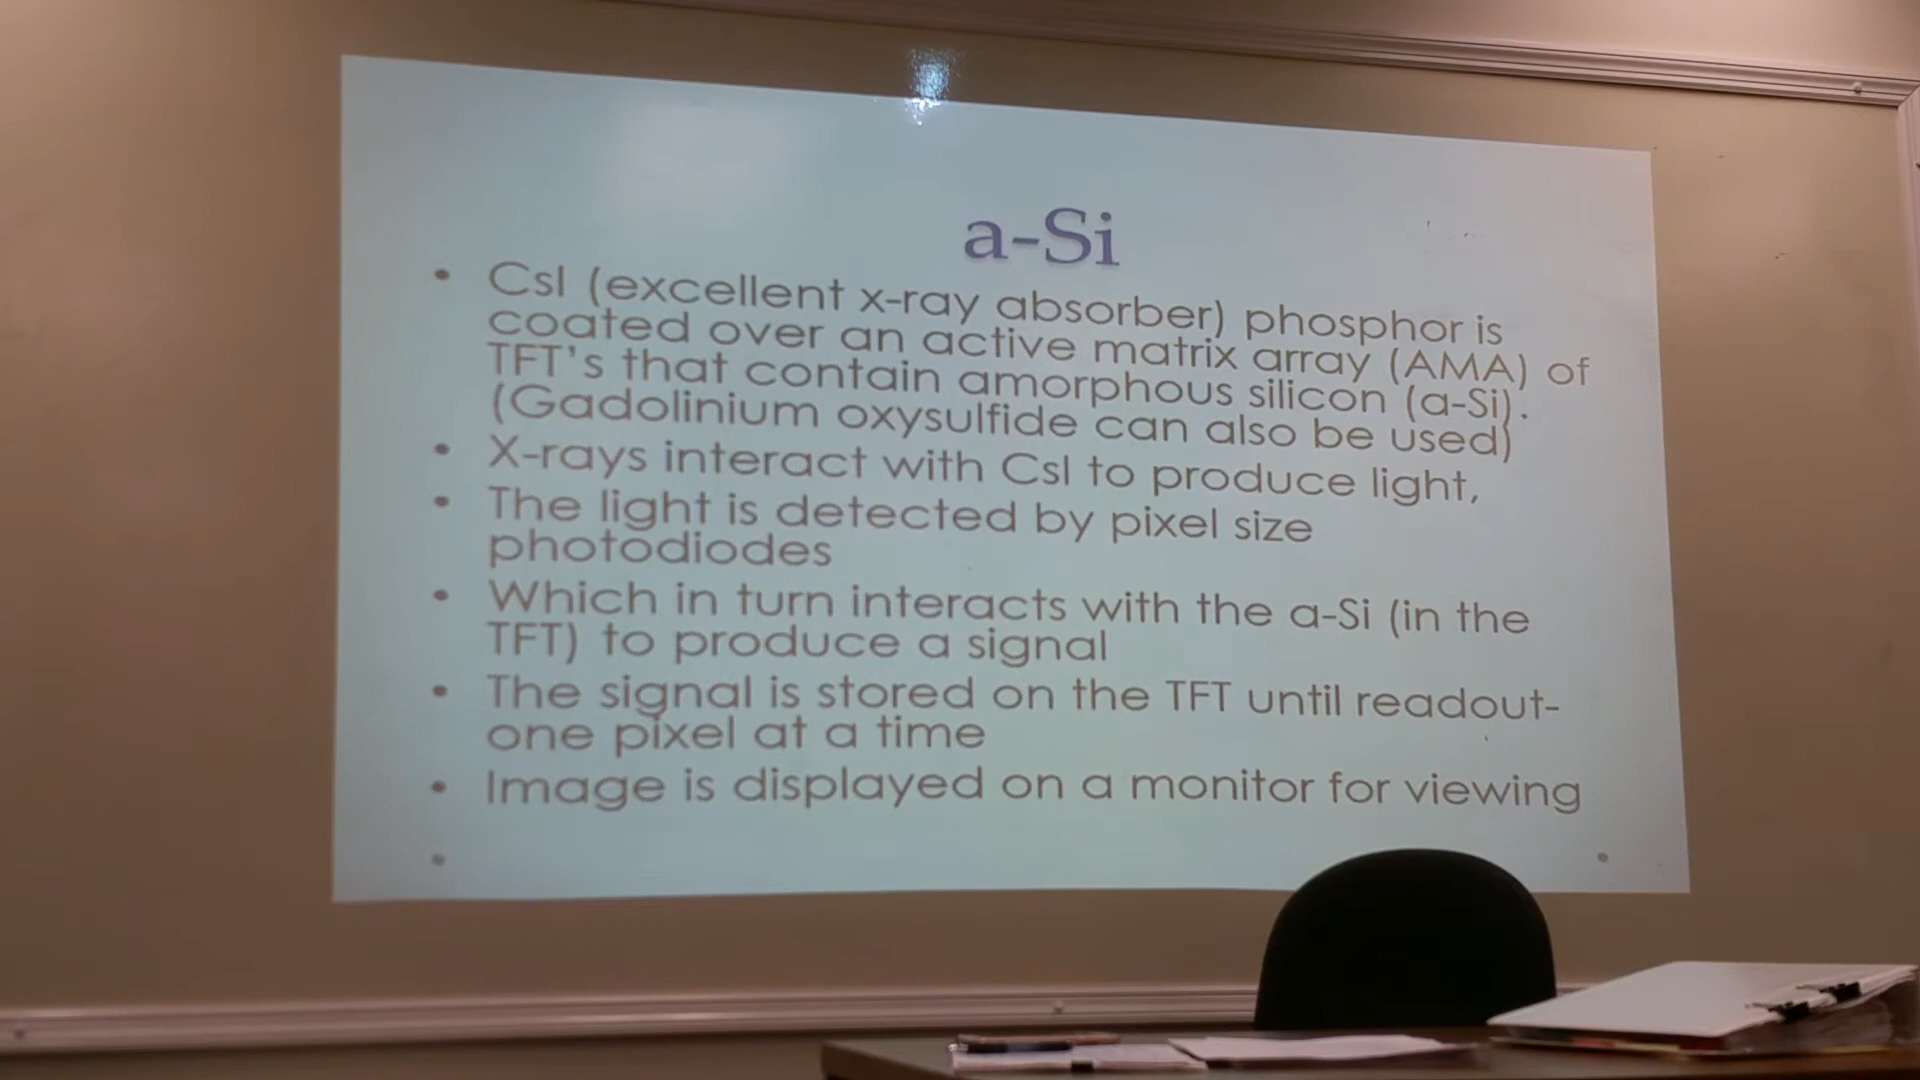 a-Si
• CsI (excellent x-ray absorber) phosphor is
coated over an active matrix array (AMA) of
TFT's that contain amorphous silicon (a-Si).
(Gadolinium oxysulfide can also be used)
• X-rays interact with CsI to produce light,
• The light is detected by pixel size
photodiodes
• Which in turn interacts with the a-Si (in the
TFT) to produce a signal
• The signal is stored on the TFT until readout-
one pixel at a time
• Image is displayed on a monitor for viewing